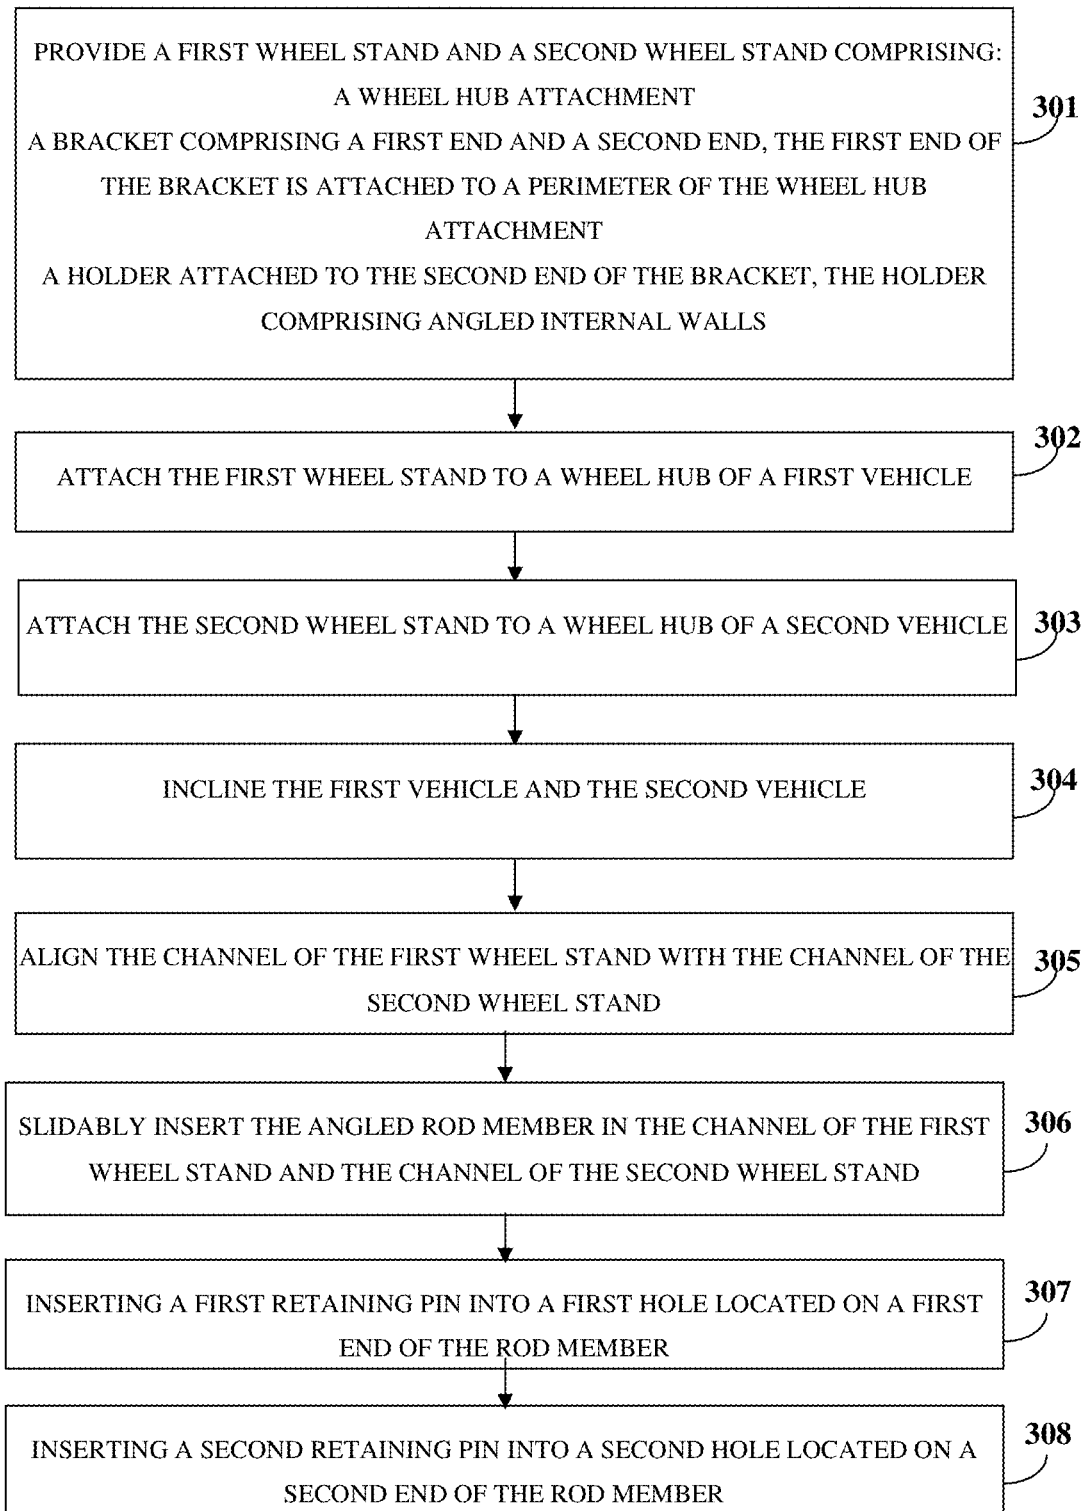 PROVIDE A FIRST WHEEL STAND AND A SECOND WHEEL STAND COMPRISING:
A WHEEL HUB ATTACHMENT
301
A BRACKET COMPRISING A FIRST END AND A SECOND END, THE FIRST END OF
THE BRACKET IS ATTACHED TO A PERIMETER OF THE WHEEL HUB
ATTACHMENT
A HOLDER ATTACHED TO THE SECOND END OF THE BRACKET, THE HOLDER
COMPRISING ANGLED INTERNAL WALLS
302
ATTACH THE FIRST WHEEL STAND TO A WHEEL HUB OF A FIRST VEHICLE
303
ATTACH THE SECOND WHEEL STAND TO A WHEEL HUB OF A SECOND VEHICLE
304
INCLINE THE FIRST VEHICLE AND THE SECOND VEHICLE
305
ALIGN THE CHANNEL OF THE FIRST WHEEL STAND WITH THE CHANNEL OF THE
SECOND WHEEL STAND
306
SLIDABLY INSERT THE ANGLED ROD MEMBER IN THE CHANNEL OF THE FIRST
WHEEL STAND AND THE CHANNEL OF THE SECOND WHEEL STAND
307
INSERTING A FIRST RETAINING PIN INTO A FIRST HOLE LOCATED ON A FIRST
END OF THE ROD MEMBER
308
INSERTING A SECOND RETAINING PIN INTO A SECOND HOLE LOCATED ON A
SECOND END OF THE ROD MEMBER